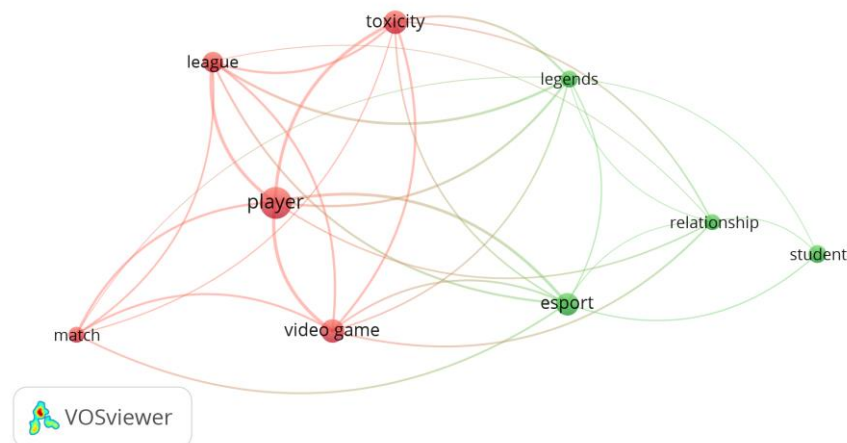 toxicity
league
legends
player
relationship
student
esport
video game
match
VOSviewer